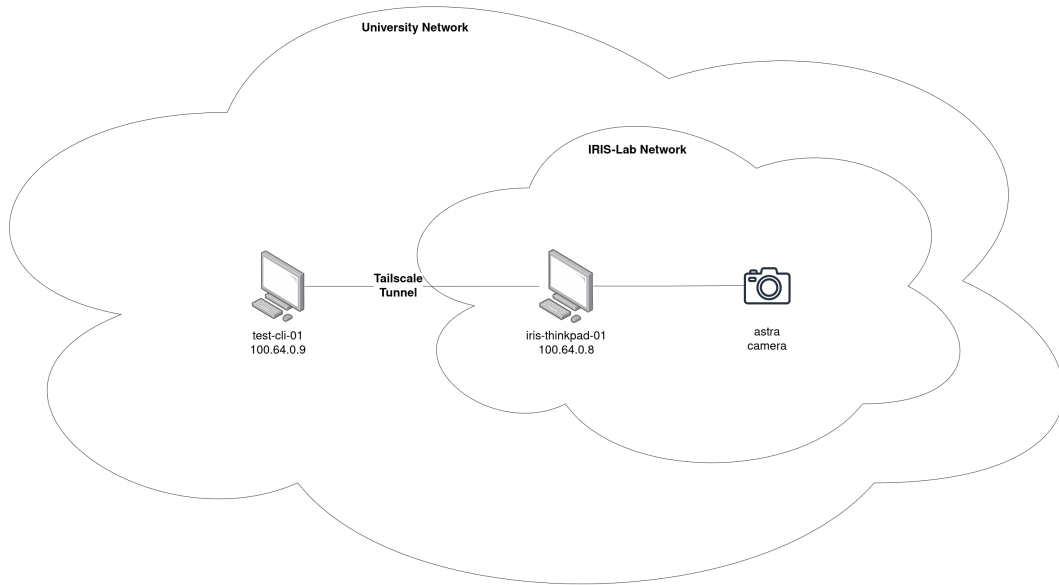 University Network
IRIS-Lab Network
Tailscale
Tunnel
test-cli-01
100.64.0.9
iris-thinkpad-01
100.64.0.8
astra
camera